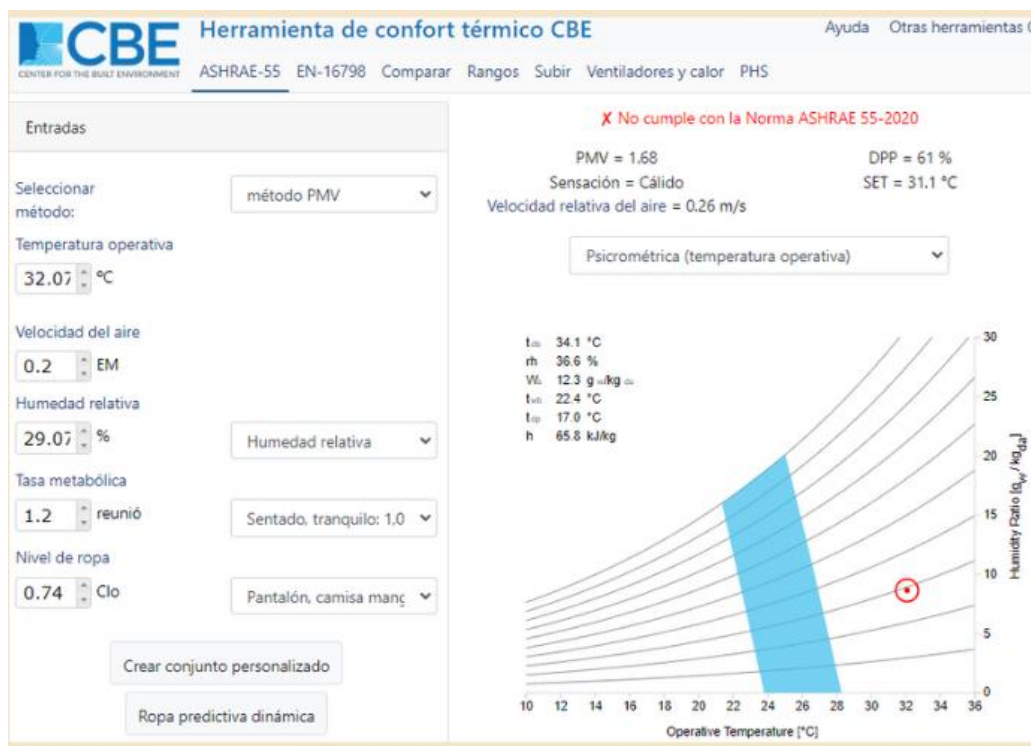 CBE
CENTER FOR THE BUILT ENVIRONMENT
Herramienta de confort térmico CBE
Ayuda Otras herramientas
ASHRAE-55 EN-16798 Comparar Rangos Subir Ventiladores y calor PHS
Entradas
Seleccionar
método:
método PMV
Temperatura operativa
32.07 ºC
Velocidad del aire
0.2 EM
Humedad relativa
29.07 %
Humedad relativa
Tasa metabólica
1.2 reunió
Sentado, tranquilo: 1.0
Nivel de ropa
0.74 Clo
Pantalón, camisa mang
Crear conjunto personalizado
Ropa predictiva dinámica
✗ No cumple con la Norma ASHRAE 55-2020
PMV = 1.68 DPP = 61 %
Sensación = Cálido SET = 31.1 °C
Velocidad relativa del aire = 0.26 m/s
Psicrométrica (temperatura operativa)
t 34.1 °C
rh 36.6 %
W 12.3 g /kg
t 22.4 °C
t 17.0 °C
h 65.8 kJ/kg
30
25
20
15
10
5
0
Humidity Ratio [gw / kgda]
10 12 14 16 18 20 22 24 26 28 30 32 34 36
Operative Temperature [°C]